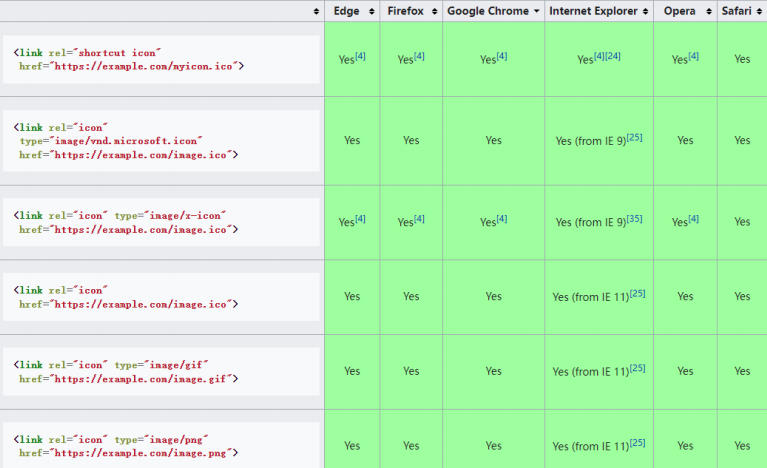 Edge Firefox Google Chrome Internet Explorer Opera Safari
<link rel="shortcut icon"
href="https://example.com/myicon.ico">
Yes[4] Yes[4] Yes[4] Yes[4][24] Yes[4] Yes
<link rel="icon"
type="image/vnd.microsoft.icon"
href="https://example.com/image.ico">
Yes Yes Yes Yes (from IE 9)[25] Yes Yes
<link rel="icon" type="image/x-icon"
href="https://example.com/image.ico">
Yes[4] Yes[4] Yes[4] Yes (from IE 9)[35] Yes[4] Yes
<link rel="icon"
href="https://example.com/image.ico">
Yes Yes Yes Yes (from IE 11)[25] Yes Yes
<link rel="icon" type="image/gif"
href="https://example.com/image.gif">
Yes Yes Yes Yes (from IE 11)[25] Yes Yes
<link rel="icon" type="image/png"
href="https://example.com/image.png">
Yes Yes Yes Yes (from IE 11)[25] Yes Yes